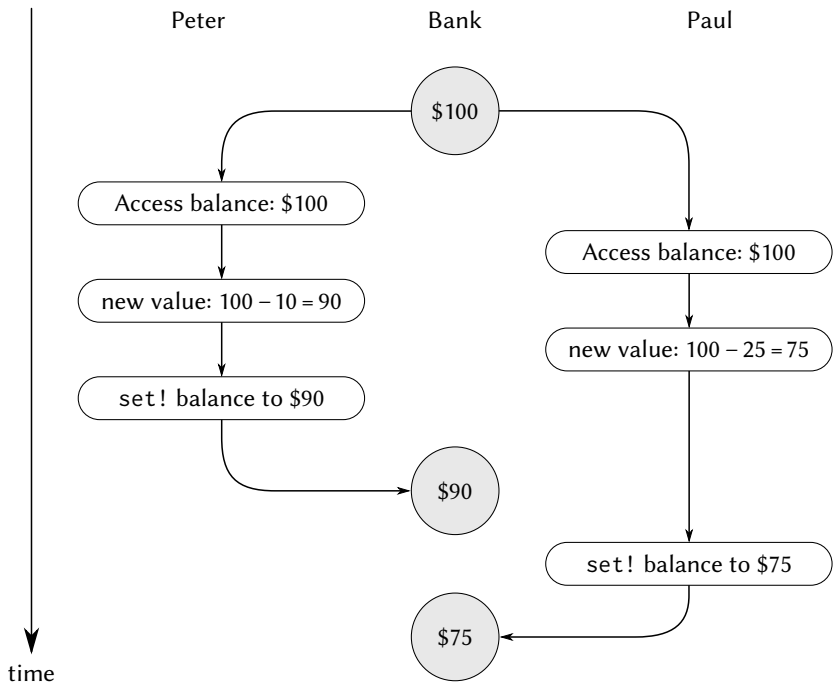 Peter
Bank
Paul
$100
Access balance: $100
Access balance: $100
new value: 100 – 10 = 90
new value: 100 – 25 = 75
set! balance to $90
$90
set! balance to $75
$75
time